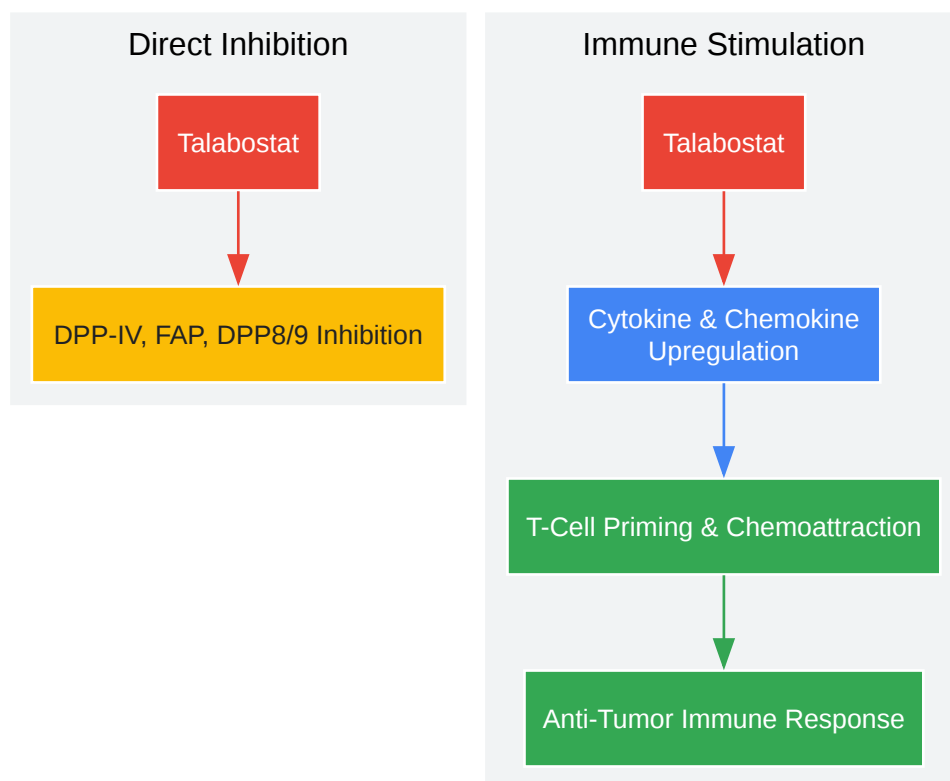 Direct Inhibition
Talabostat
DPP-IV, FAP, DPP8/9 Inhibition
Immune Stimulation
Talabostat
Cytokine & Chemokine
Upregulation
T-Cell Priming & Chemoattraction
Anti-Tumor Immune Response